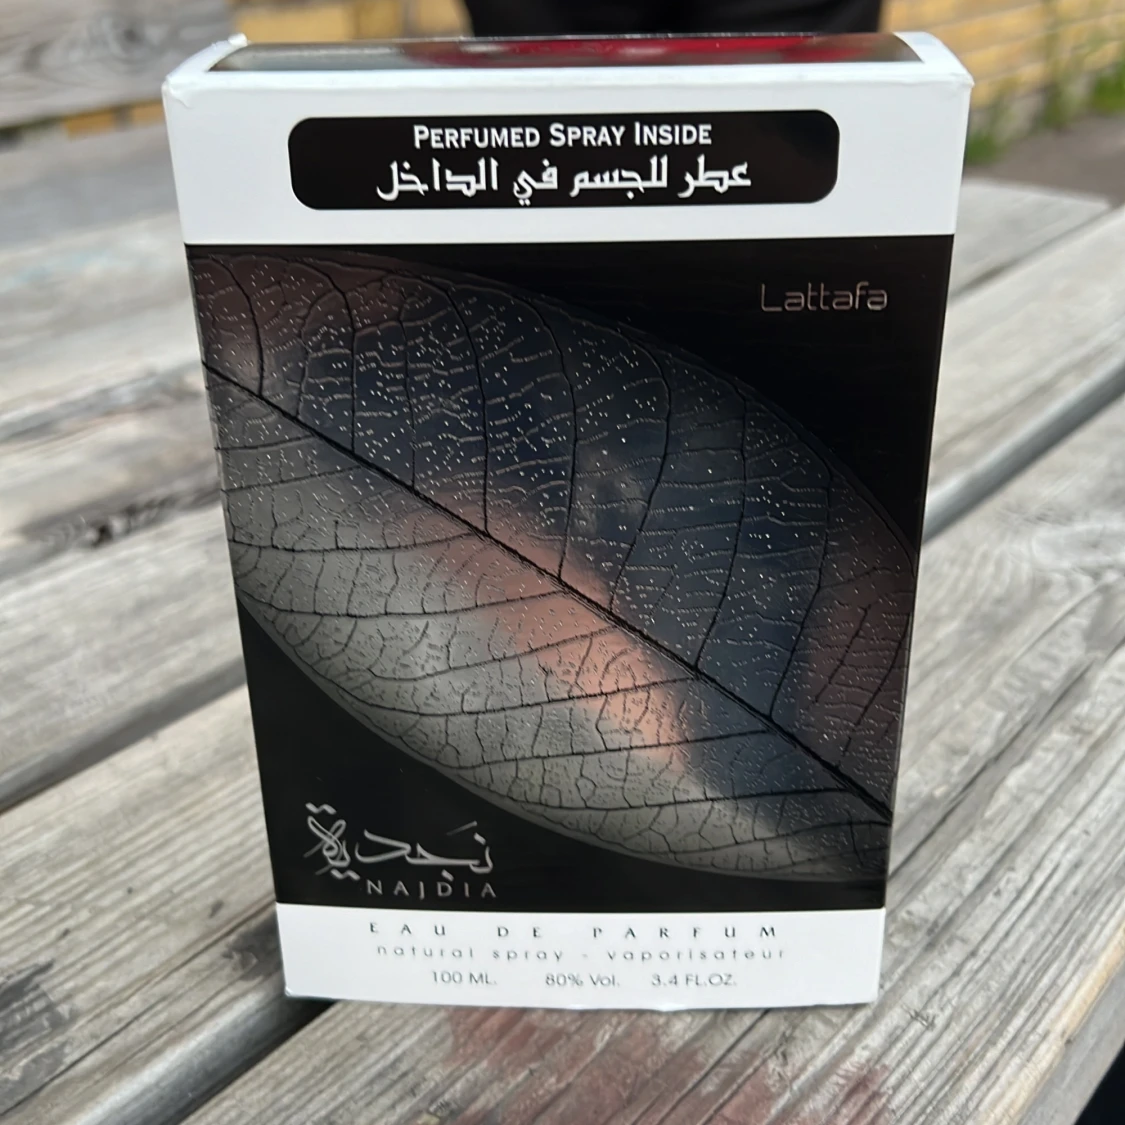 PERFUMED SPRAY INSIDE
عطر للجسم في الداخل
Lattafa
نَجدية
NAJDIA
EAU DE PARFUM
natural spray - vaporisateur
100 ML. 80% Vol. 3.4 FL.OZ.